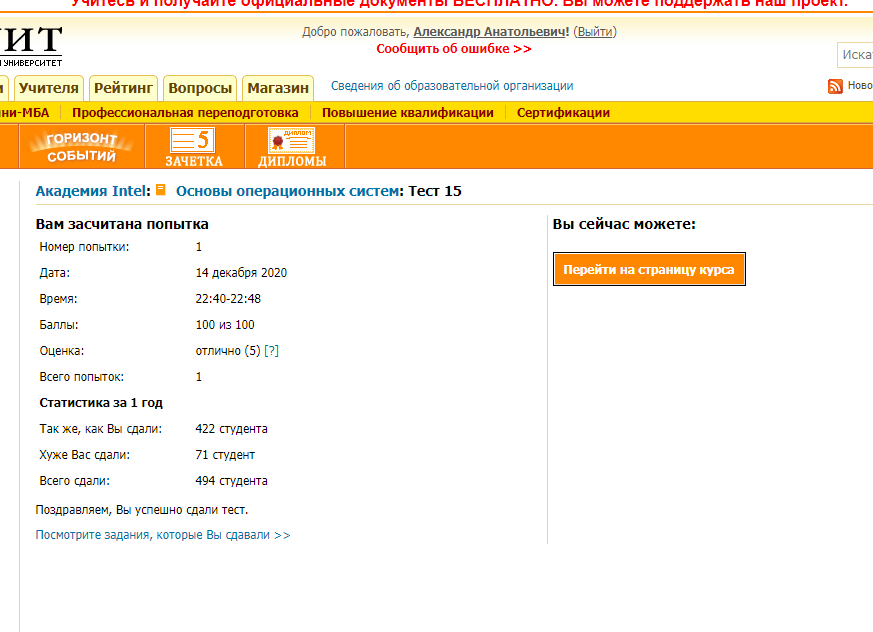 Учитесь и получайте официальные документы БЕСПЛАТНО. Вы можете поддержать наш проект.
ИТ
УНИВЕРСИТЕТ
Добро пожаловать, Александр Анатольевич! (Выйти)
Сообщить об ошибке >>
Иска
Учителя Рейтинг Вопросы Магазин Сведения об образовательной организации Ново
ни-МБА Профессиональная переподготовка Повышение квалификации Сертификации
ГОРИЗОНТ
СОБЫТИЙ
5
ЗАЧЕТКА
ДИПЛОМ
ДИПЛОМЫ
Академия Intel: Основы операционных систем: Тест 15
Вам засчитана попытка
Номер попытки: 1
Дата: 14 декабря 2020
Время: 22:40-22:48
Баллы: 100 из 100
Оценка: отлично (5) [?]
Всего попыток: 1
Статистика за 1 год
Так же, как Вы сдали: 422 студента
Хуже Вас сдали: 71 студент
Всего сдали: 494 студента
Поздравляем, Вы успешно сдали тест.
Посмотрите задания, которые Вы сдавали >>
Вы сейчас можете:
Перейти на страницу курса